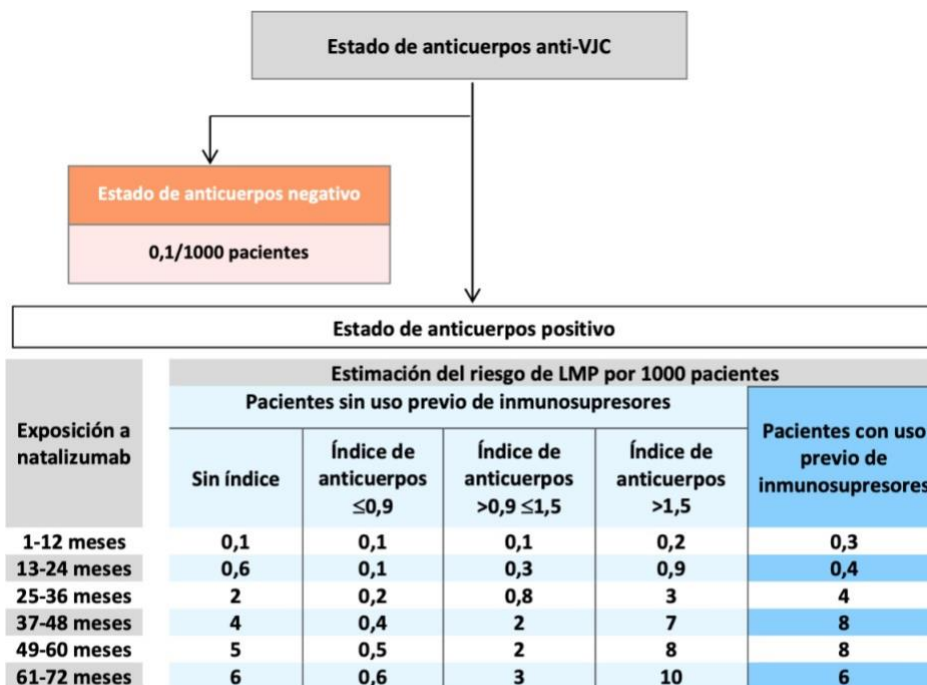 Estado de anticuerpos anti-VJC
Estado de anticuerpos negativo
0,1/1000 pacientes
Estado de anticuerpos positivo
Exposición a
natalizumab
Estimación del riesgo de LMP por 1000 pacientes
Pacientes sin uso previo de inmunosupresores
Pacientes con uso
previo de
inmunosupresores
Sin índice
Índice de
anticuerpos
≤0,9
Índice de
anticuerpos
>0,9 ≤1,5
Índice de
anticuerpos
>1,5
1-12 meses 0,1 0,1 0,1 0,2 0,3
13-24 meses 0,6 0,1 0,3 0,9 0,4
25-36 meses 2 0,2 0,8 3 4
37-48 meses 4 0,4 2 7 8
49-60 meses 5 0,5 2 8 8
61-72 meses 6 0,6 3 10 6